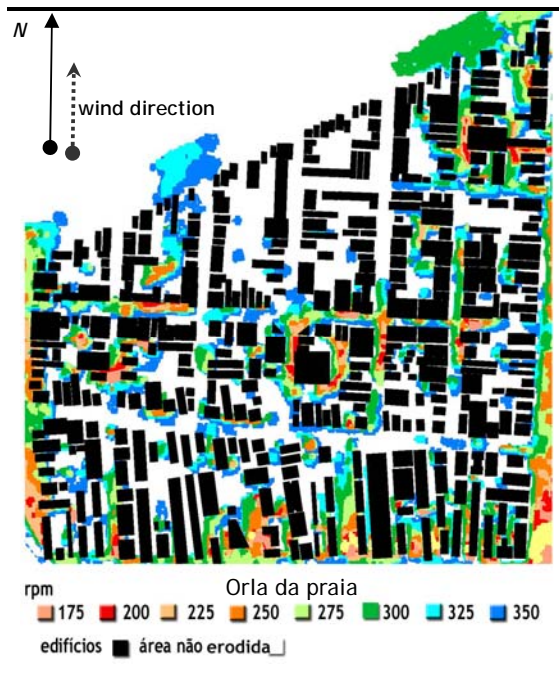 N
wind direction
Orla da praia
rpm
175 200 225 250 275 300 325 350
edifícios área não erodida